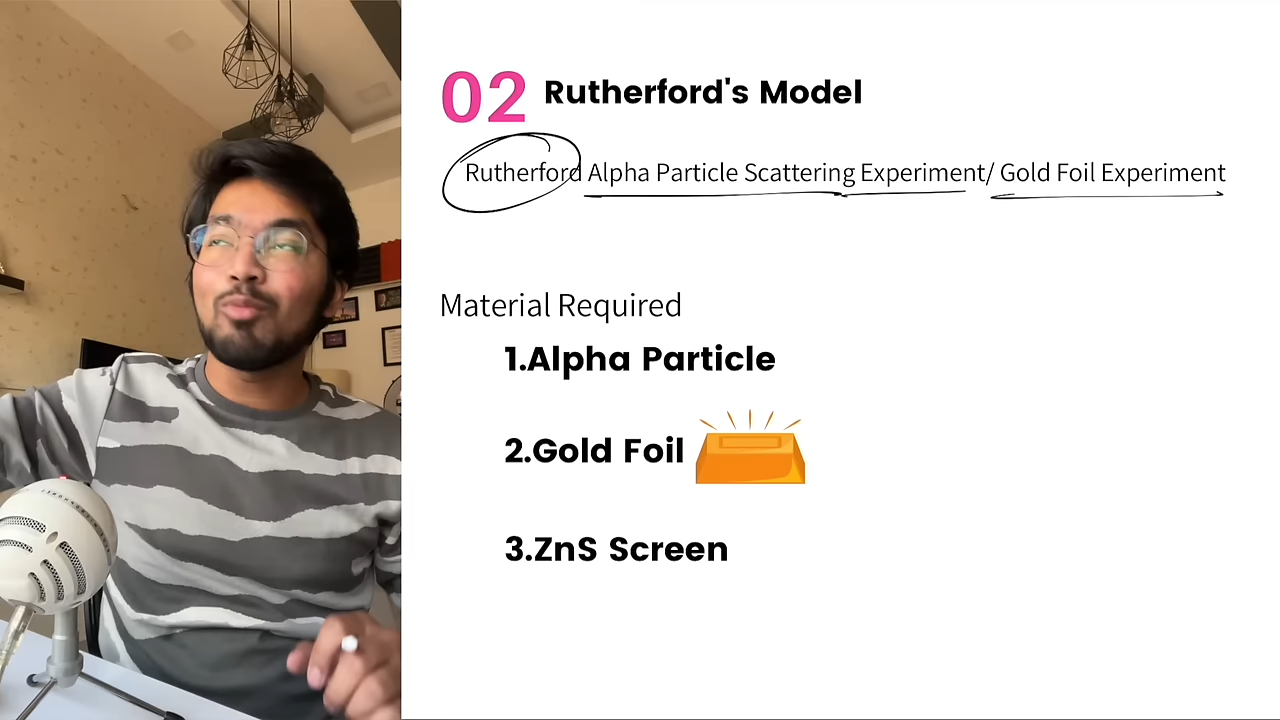 02 Rutherford's Model
Rutherford Alpha Particle Scattering Experiment/ Gold Foil Experiment
Material Required
1.Alpha Particle
2.Gold Foil
3.ZnS Screen